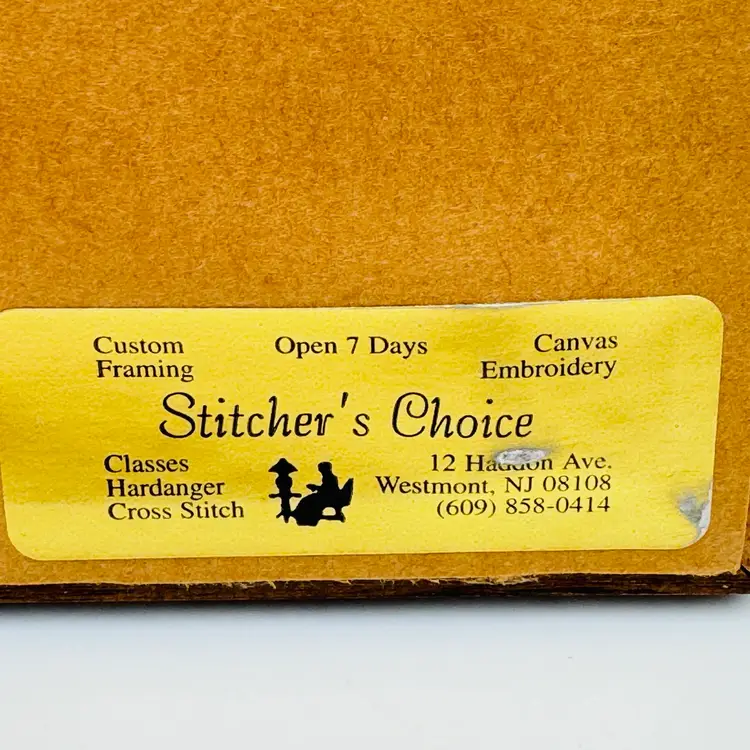 Custom Framing
Open 7 Days
Canvas Embroidery
Stitcher's Choice
Classes
Hardanger
Cross Stitch
12 Haddon Ave.
Westmont, NJ 08108
(609) 858-0414